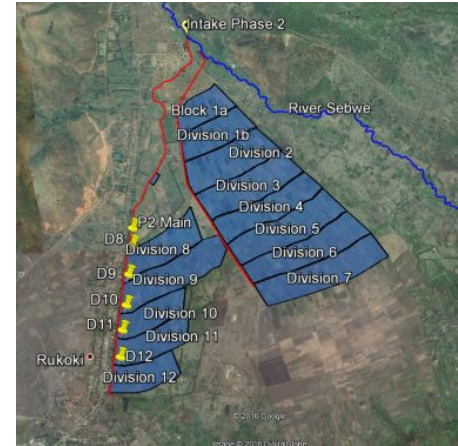 Intake Phase 2
River Sebwe
Block 1a
Division 1b
Division 2
Division 3
Division 4
Division 5
Division 6
Division 7
P2 Main
D8
Division 8
D9
Division 9
D10
Division 10
D11
Division 11
Rukoki
D12
Division 12
© 2016 Google
Image © 2016 DigitalGlobe